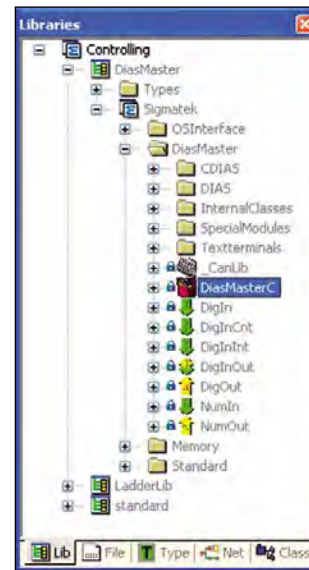 Libraries
Controlling
DiasMaster
Types
Sigmatek
OSInterface
DiasMaster
CDIAS
DIAS
InternalClasses
SpecialModules
Textterminals
_CanLib
DiasMasterC
DigIn
DigInCnt
DigInInt
DigInOut
DigOut
NumIn
NumOut
Memory
Standard
LadderLib
standard
Lib File Type Net Class